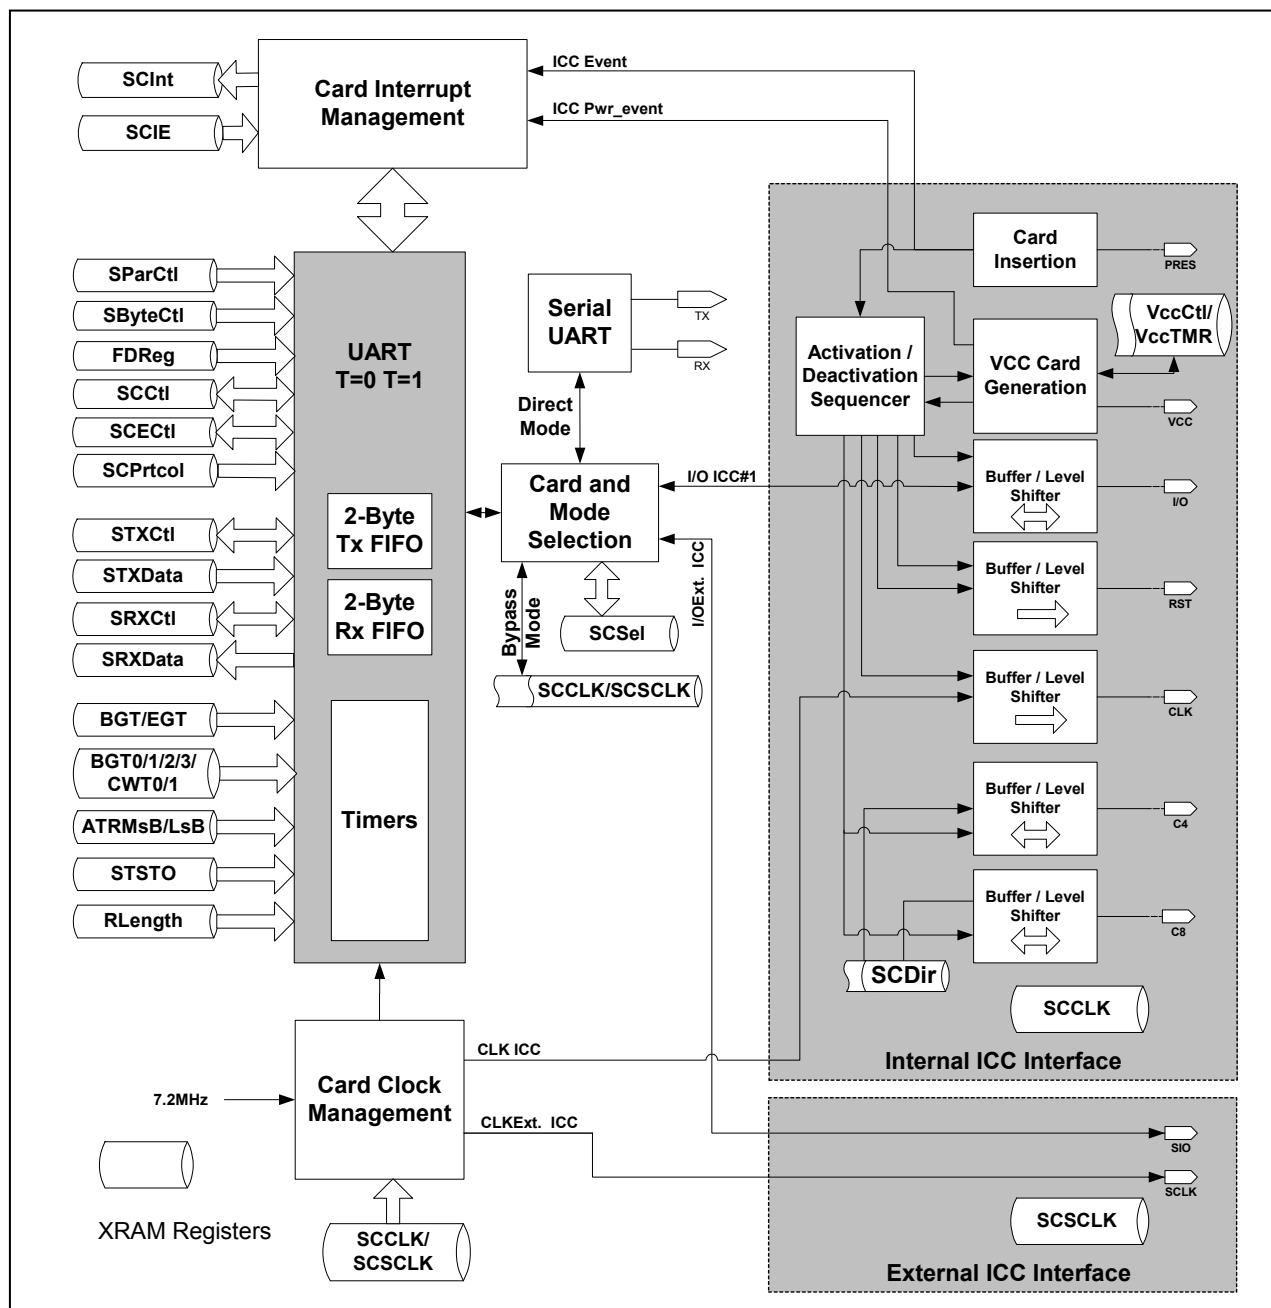 SCInt
SCIE
Card Interrupt
Management
ICC Event
ICC Pwr_event
SParCtl
SByteCtl
FDReg
SCCtl
SCECtl
SCPrtcol
STXCtl
STXData
SRXCtl
SRXData
BGT/EGT
BGT0/1/2/3/
CWT0/1
ATRMsB/LsB
STSTO
RLength
UART
T=0 T=1
2-Byte
Tx FIFO
2-Byte
Rx FIFO
Timers
Serial
UART
TX
RX
Direct
Mode
Card and
Mode
Selection
I/O ICC#1
I/OExt. ICC
Bypass
Mode
SCSel
SCCLK/SCSCLK
Card
Insertion
PRES
VccCtl/
VccTMR
Activation /
Deactivation
Sequencer
VCC Card
Generation
VCC
Buffer / Level
Shifter
I/O
Buffer / Level
Shifter
RST
Buffer / Level
Shifter
CLK
Buffer / Level
Shifter
C4
Buffer / Level
Shifter
C8
SCDir
SCCLK
Internal ICC Interface
7.2MHz
Card Clock
Management
CLK ICC
CLKExt. ICC
SCCLK/
SCSCLK
XRAM Registers
SIO
SCLK
SCSCLK
External ICC Interface